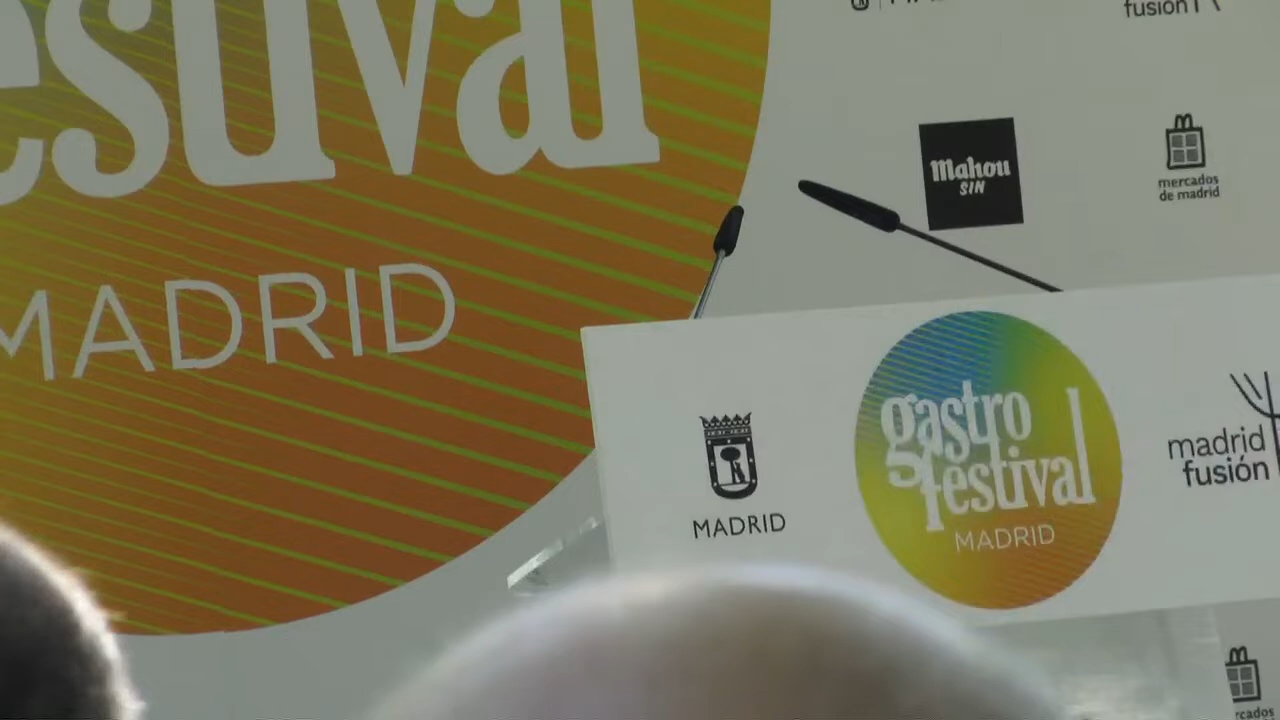 estival
MADRID
fusión
Mahou
SIN
mercados
de madrid
MADRID
gastro
festival
MADRID
madrid
fusión